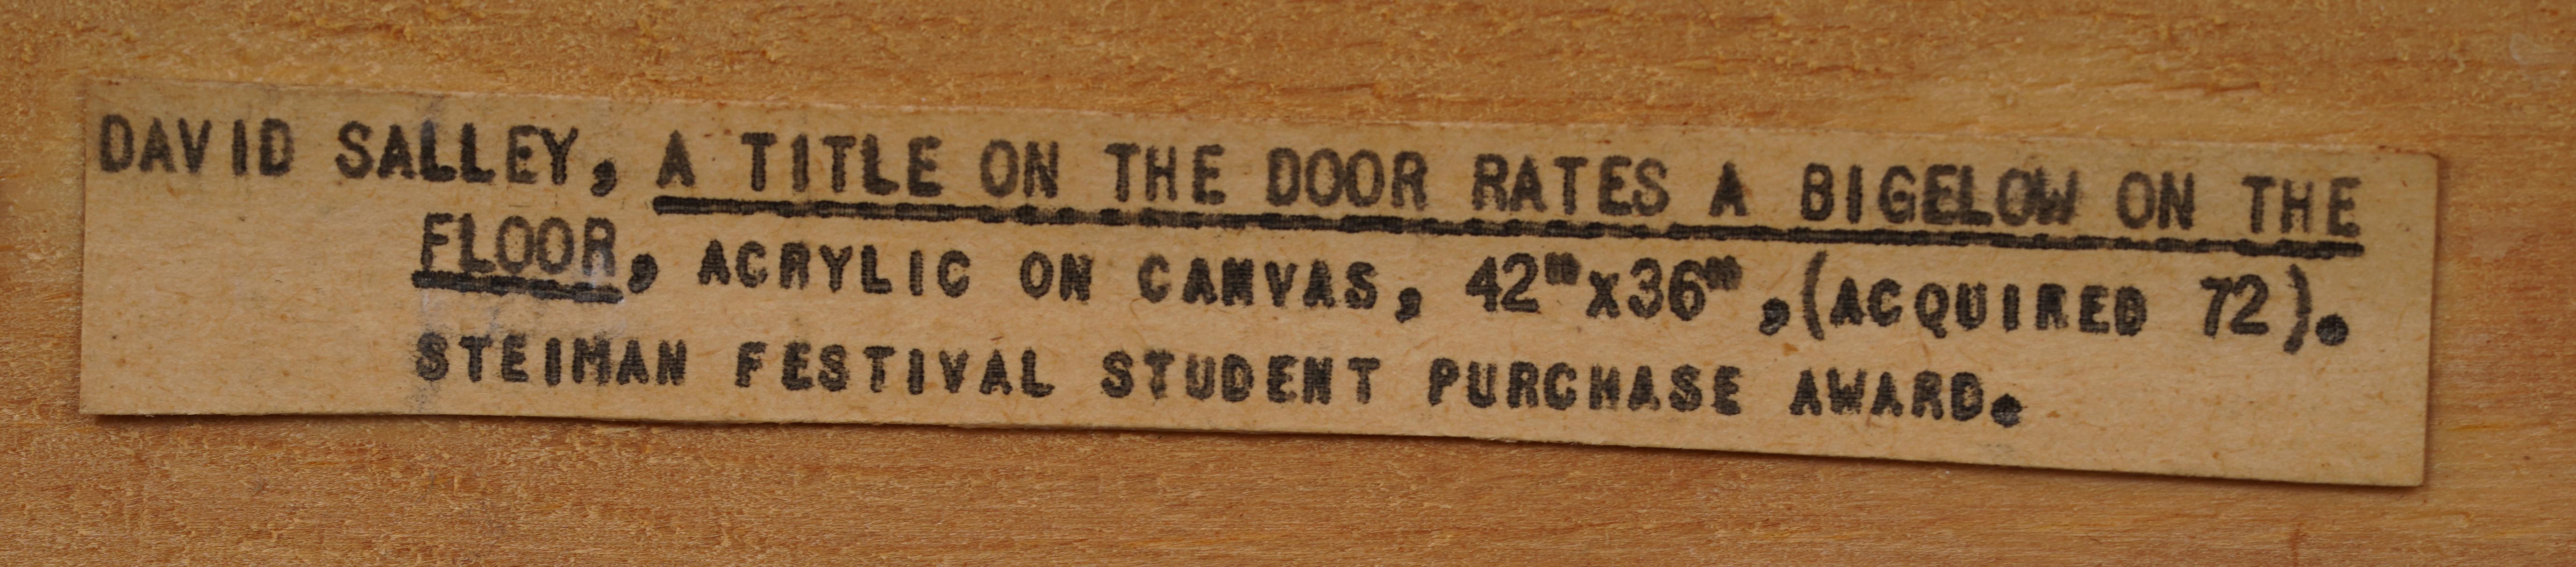 DAVID SALLEY, A TITLE ON THE DOOR RATES A BIGELOW ON THE
FLOOR, ACRYLIC ON CANVAS, 42"x36",(ACQUIRED 72).
STEIMAN FESTIVAL STUDENT PURCHASE AWARD.